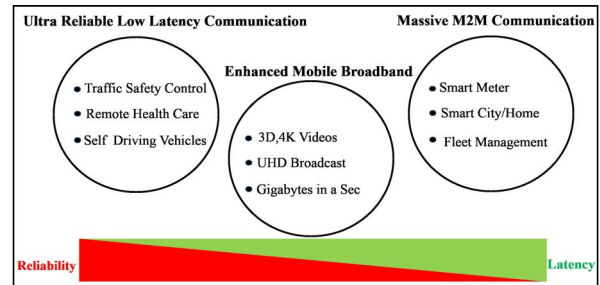 Ultra Reliable Low Latency Communication
Traffic Safety Control
Remote Health Care
Self Driving Vehicles
Enhanced Mobile Broadband
3D,4K Videos
UHD Broadcast
Gigabytes in a Sec
Massive M2M Communication
Smart Meter
Smart City/Home
Fleet Management
Reliability
Latency